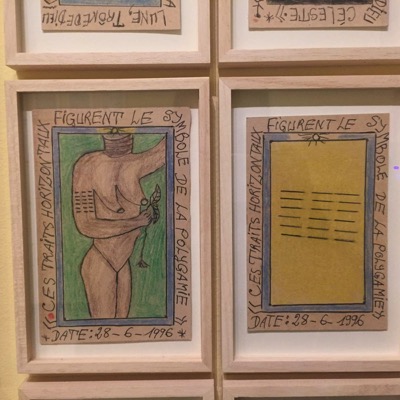 LUNE, TRÔNE DE DIEU
CÉLESTE »
«CES TRAITS HORIZONTAUX
FIGURENT LE
SYMBOLE DE LA POLYGAMIE»
* DATE: 28-6-1996 *
«CES TRAITS HORIZONTAUX
FIGURENT LE
SYMBOLE DE LA POLYGAMIE»
DATE: 28-6-1996